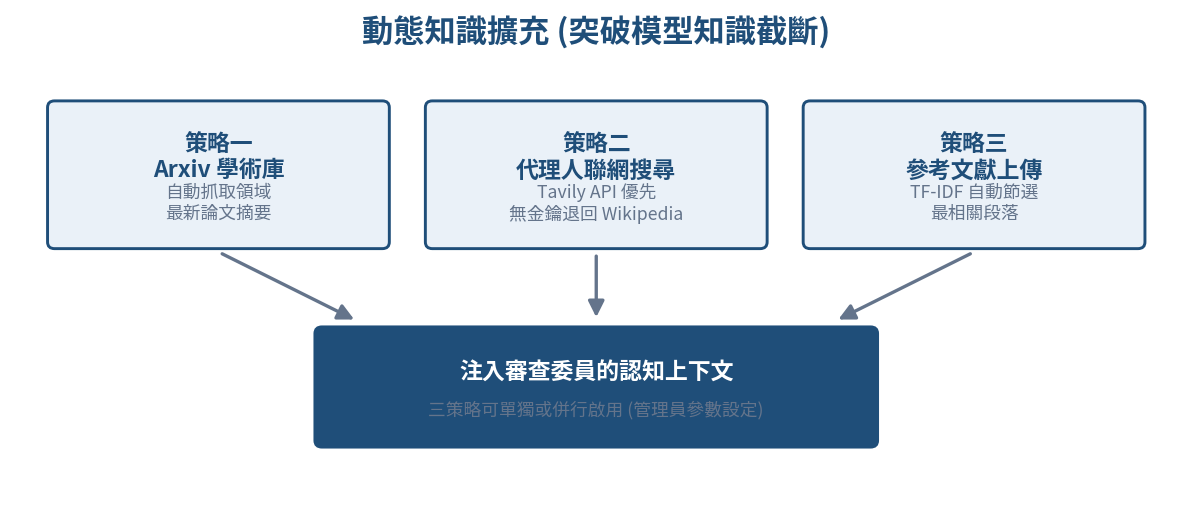 動態知識擴充 (突破模型知識截斷)
策略一
Arxiv 學術庫
自動抓取領域
最新論文摘要
策略二
代理人聯網搜尋
Tavily API 優先
無金鑰退回 Wikipedia
策略三
參考文獻上傳
TF-IDF 自動節選
最相關段落
注入審查委員的認知上下文
三策略可單獨或併行啟用 (管理員參數設定)